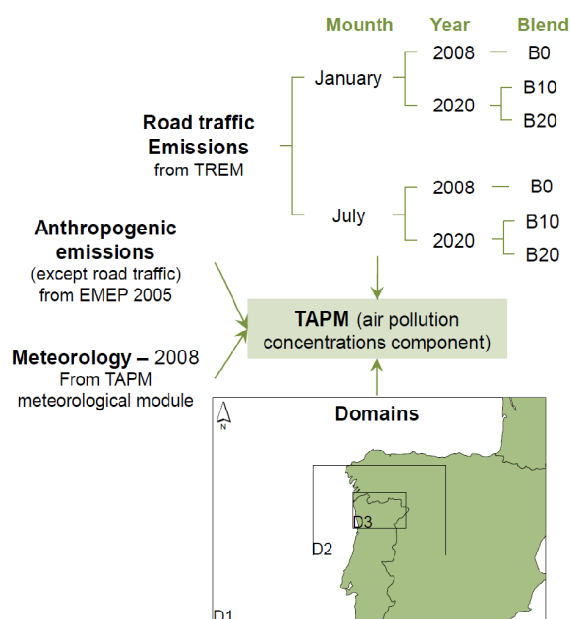 Mounth Year Blend
2008 B0
January
B10
2020
B20
Road traffic
Emissions
from TREM
2008 B0
July
B10
2020
B20
Anthropogenic
emissions
(except road traffic)
from EMEP 2005
TAPM (air pollution
concentrations component)
Meteorology – 2008
From TAPM
meteorological module
Domains
N
D3
D2
D1